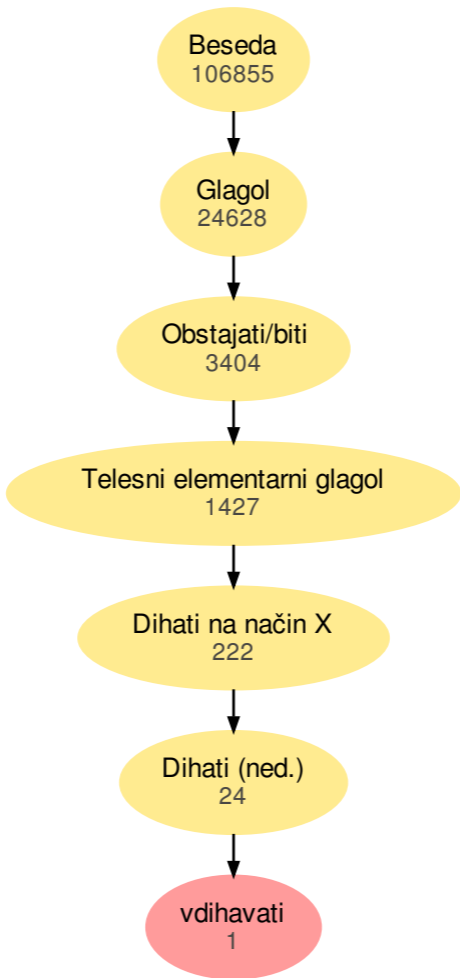 Beseda
106855
Glagol
24628
Obstajati/biti
3404
Telesni elementarni glagol
1427
Dihati na način X
222
Dihati (ned.)
24
vdihavati
1